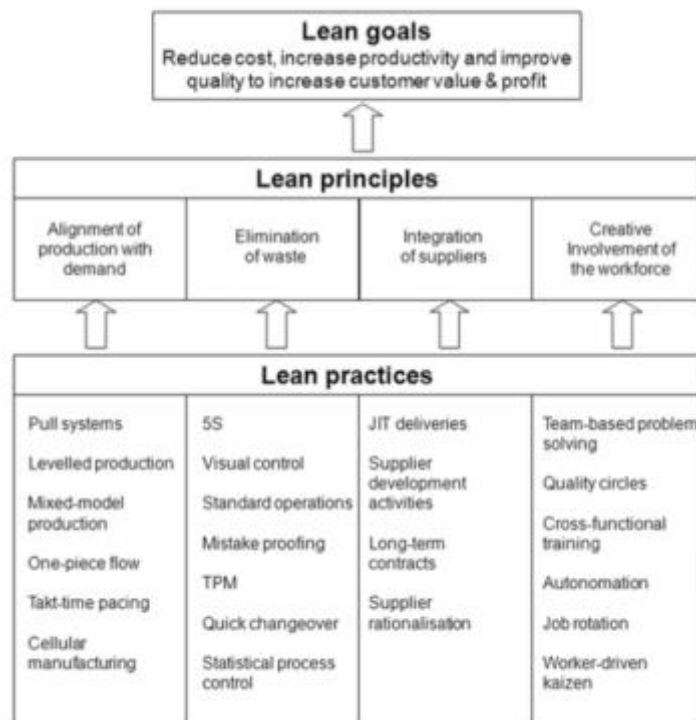 Lean goals
Reduce cost, increase productivity and improve
quality to increase customer value & profit
Lean principles
Alignment of
production with
demand
Elimination
of waste
Integration
of suppliers
Creative
Involvement of
the workforce
Lean practices
Pull systems
Levelled production
Mixed-model
production
One-piece flow
Takt-time pacing
Cellular
manufacturing
5S
Visual control
Standard operations
Mistake proofing
TPM
Quick changeover
Statistical process
control
JIT deliveries
Supplier
development
activities
Long-term
contracts
Supplier
rationalisation
Team-based problem
solving
Quality circles
Cross-functional
training
Autonomation
Job rotation
Worker-driven
kaizen